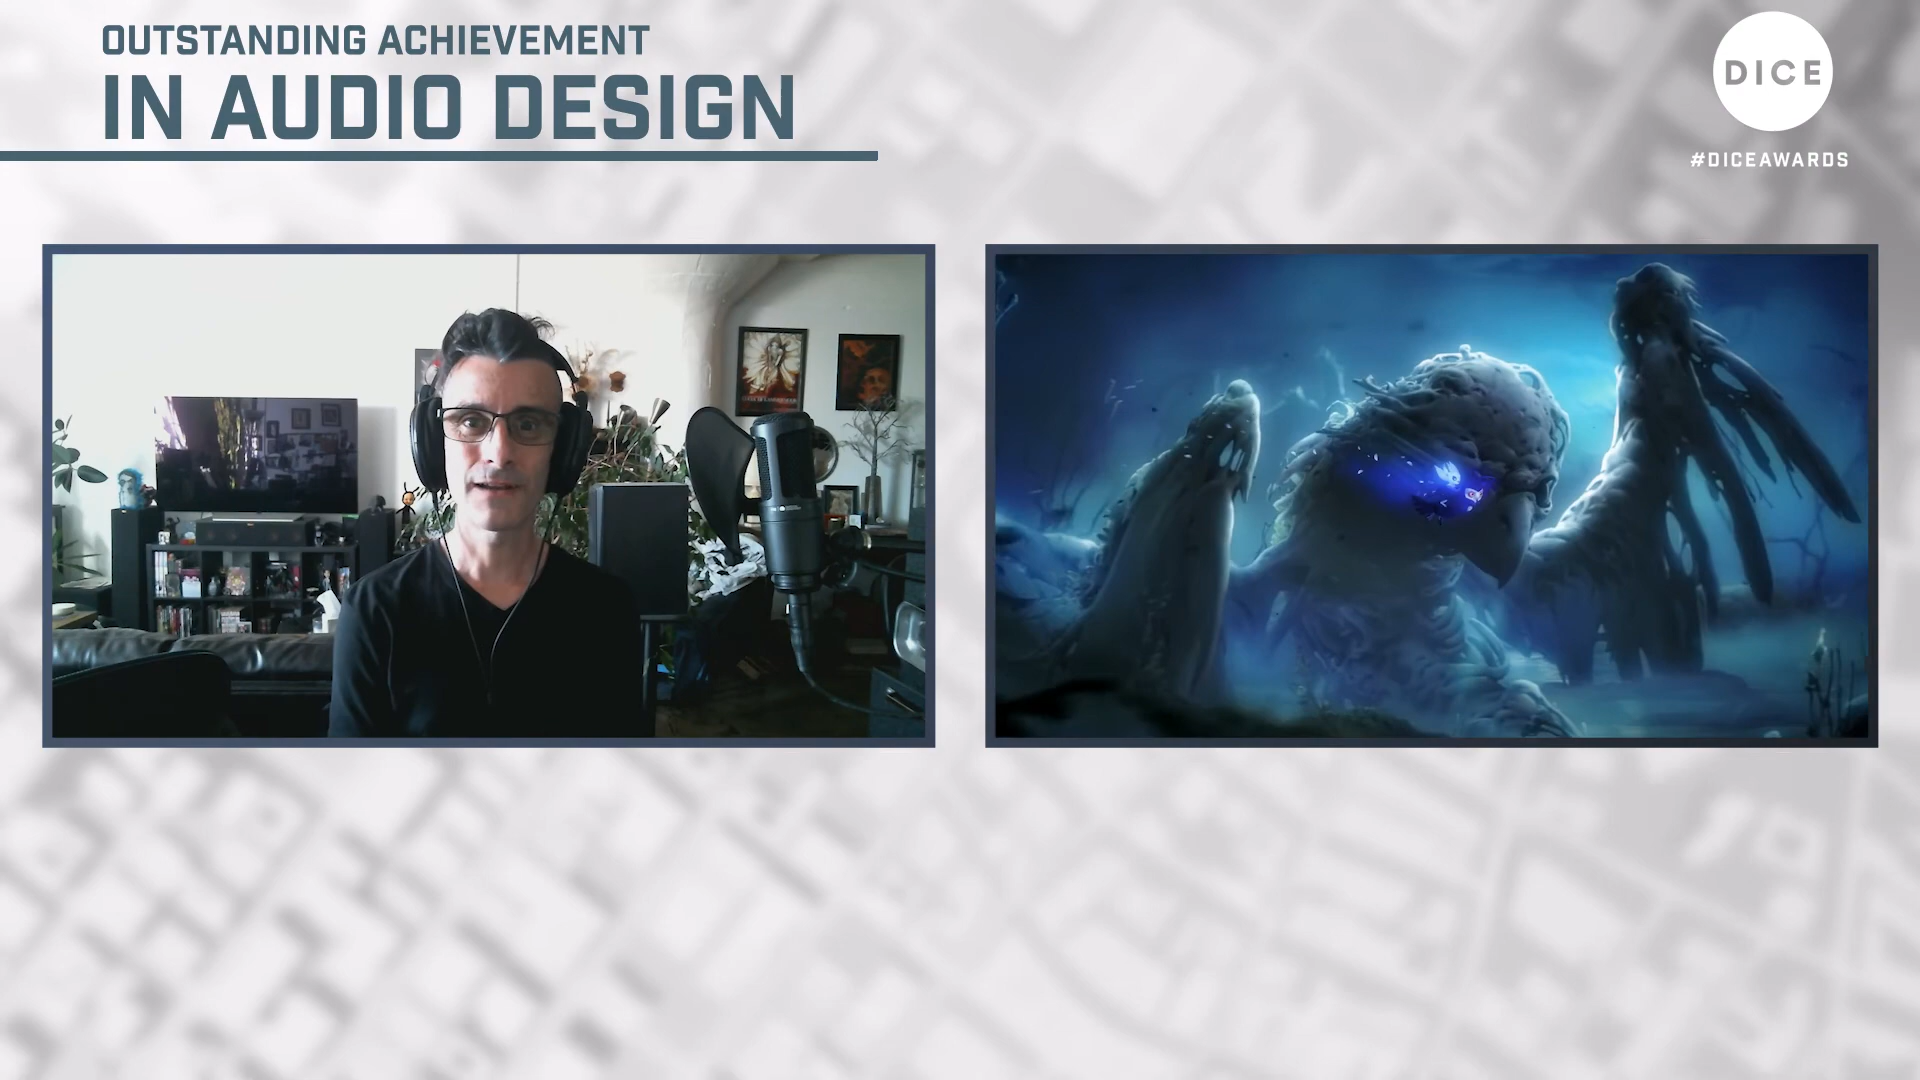 OUTSTANDING ACHIEVEMENT
IN AUDIO DESIGN
DICE
#DICEAWARDS